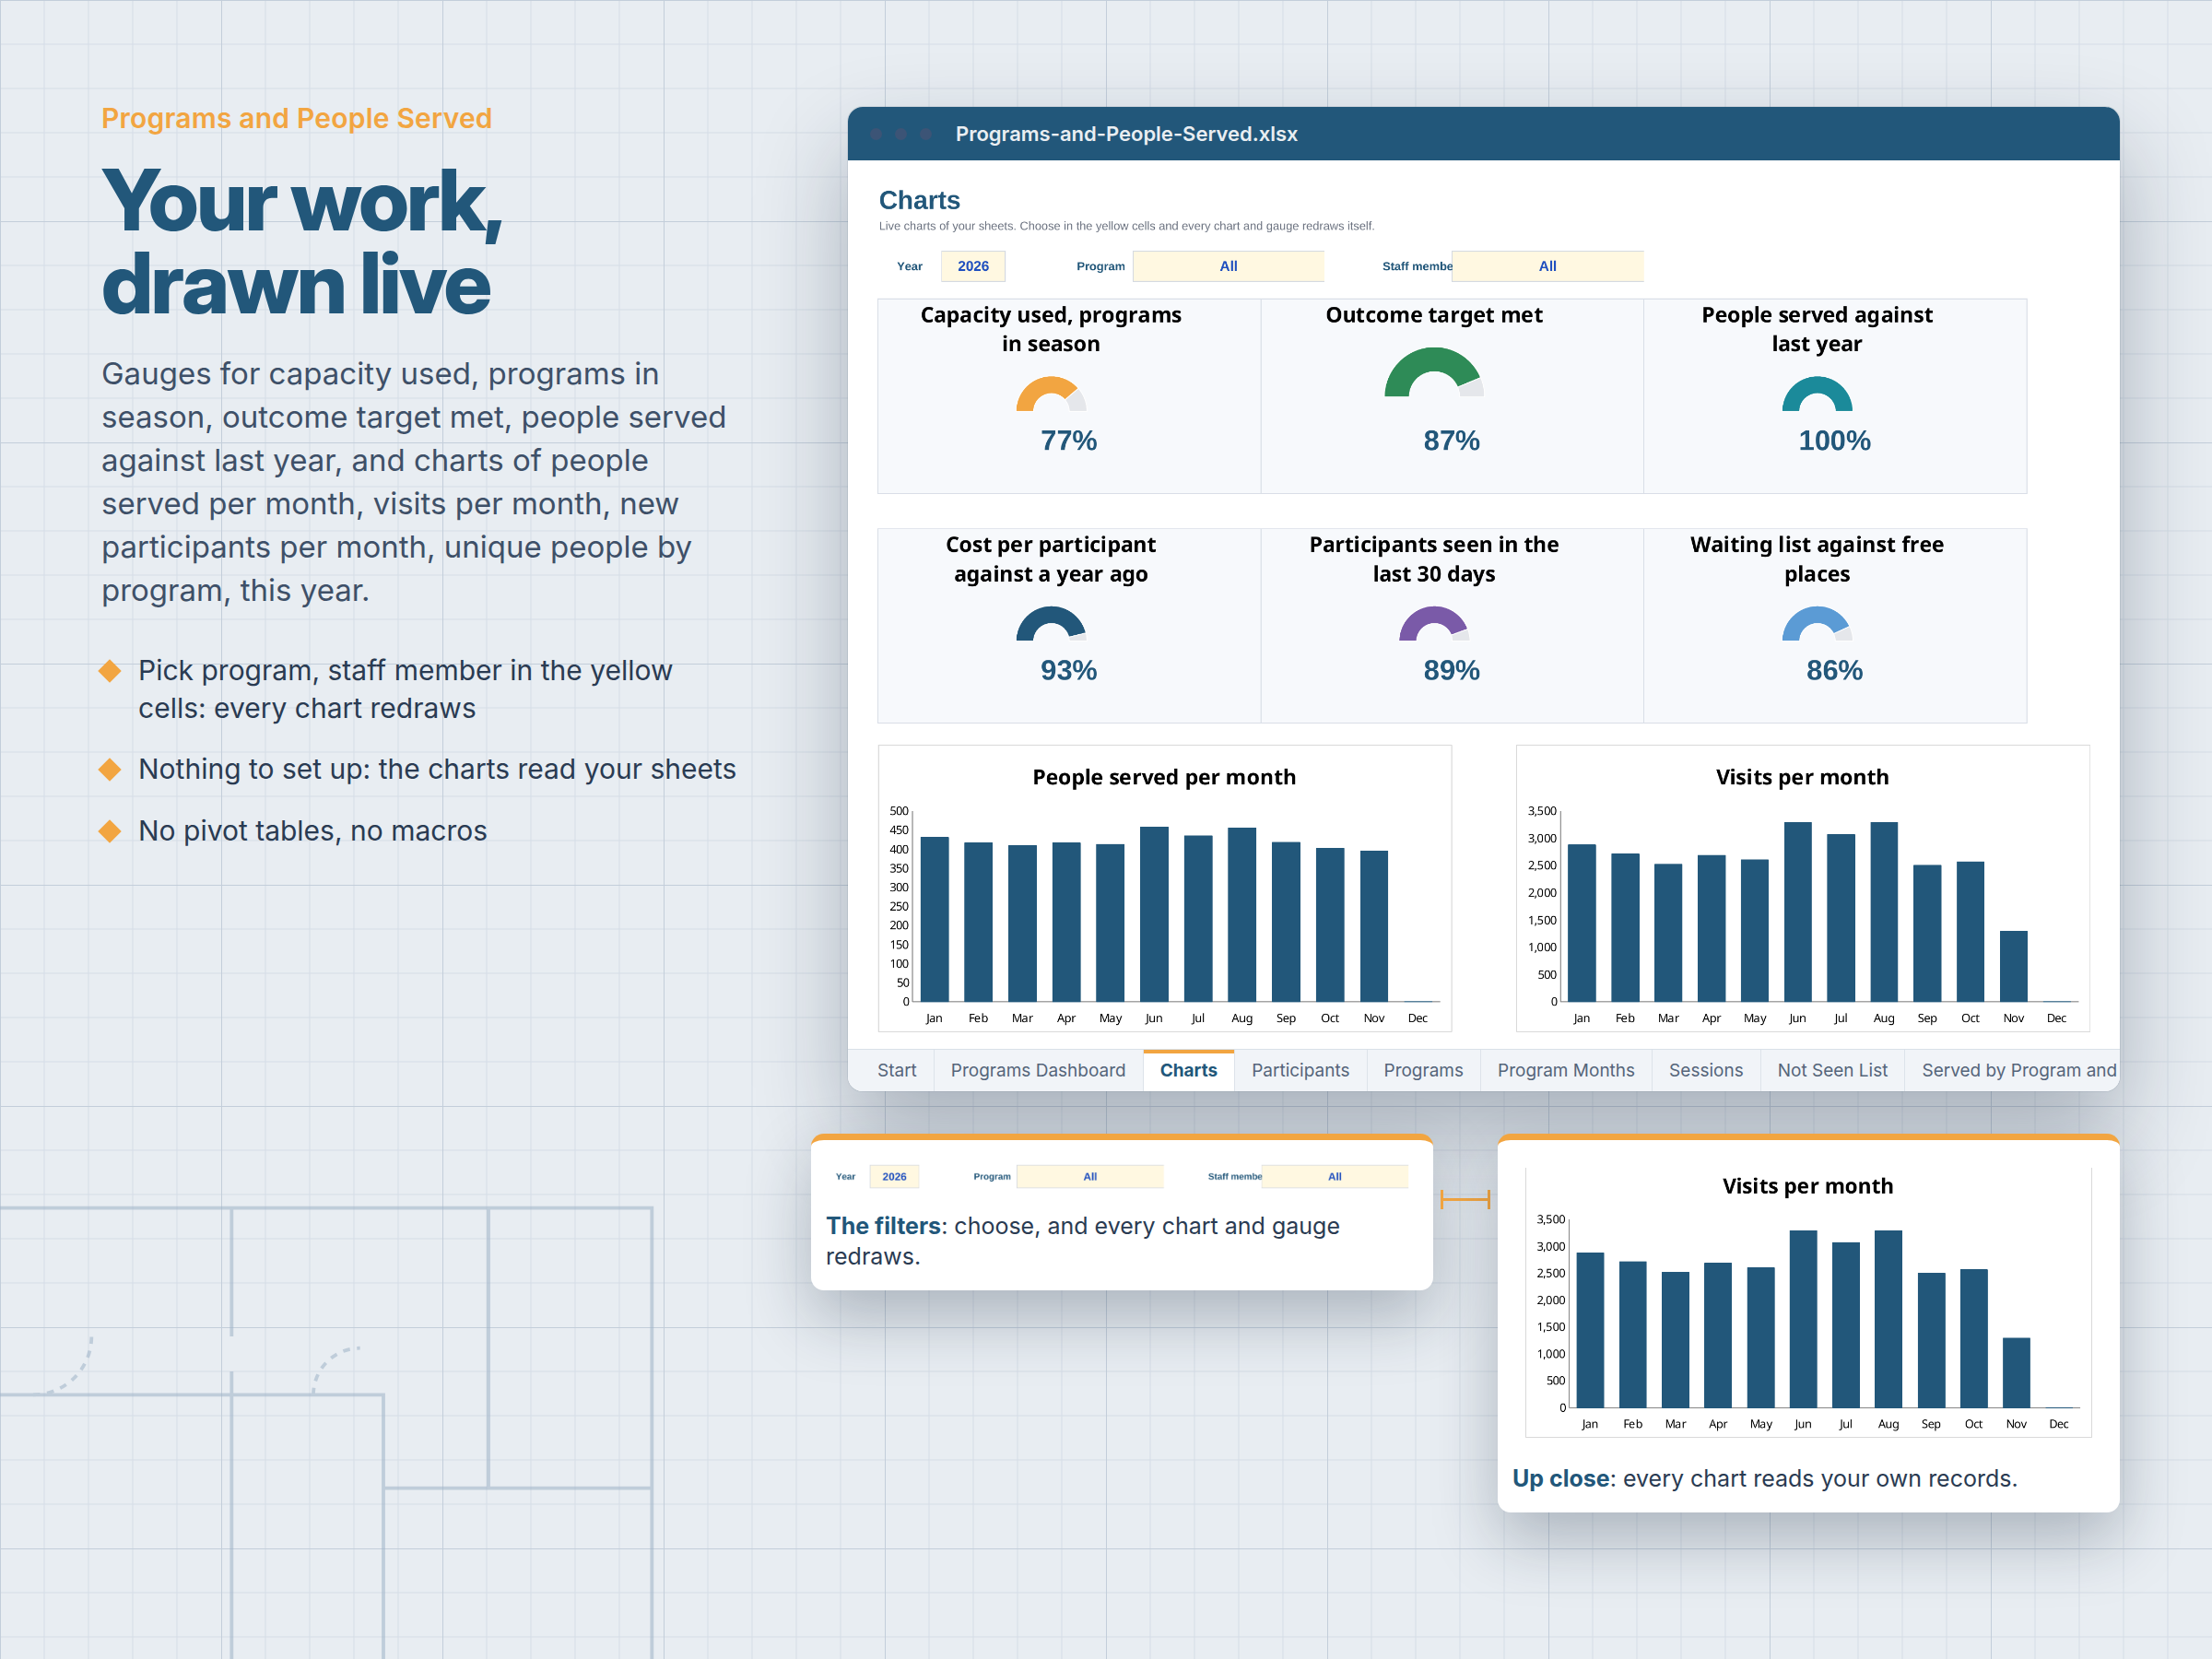 Programs and People Served
Your work,
drawn live
Gauges for capacity used, programs in
season, outcome target met, people served
against last year, and charts of people
served per month, visits per month, new
participants per month, unique people by
program, this year.
Pick program, staff member in the yellow
cells: every chart redraws
Nothing to set up: the charts read your sheets
No pivot tables, no macros
Programs-and-People-Served.xlsx
Charts
Live charts of your sheets. Choose in the yellow cells and every chart and gauge redraws itself.
Year 2026 Program All Staff membe All
Capacity used, programs
in season
77%
Outcome target met
87%
People served against
last year
100%
Cost per participant
against a year ago
93%
Participants seen in the
last 30 days
89%
Waiting list against free
places
86%
People served per month
500
450
400
350
300
250
200
150
100
50
0
Jan Feb Mar Apr May Jun Jul Aug Sep Oct Nov Dec
Visits per month
3,500
3,000
2,500
2,000
1,500
1,000
500
0
Jan Feb Mar Apr May Jun Jul Aug Sep Oct Nov Dec
Start Programs Dashboard Charts Participants Programs Program Months Sessions Not Seen List Served by Program and
Year 2026 Program All Staff membe All
The filters: choose, and every chart and gauge
redraws.
Visits per month
3,500
3,000
2,500
2,000
1,500
1,000
500
0
Jan Feb Mar Apr May Jun Jul Aug Sep Oct Nov Dec
Up close: every chart reads your own records.